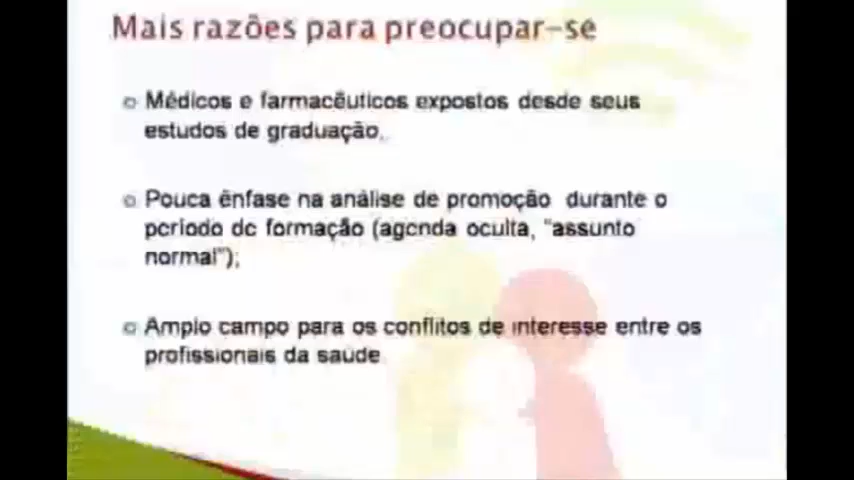 Mais razões para preocupar-se
Médicos e farmacêuticos expostos desde seus
estudos de graduação.
Pouca ênfase na análise de promoção durante o
período de formação (agenda oculta, "assunto
normal");
Amplo campo para os conflitos de interesse entre os
profissionais da saúde